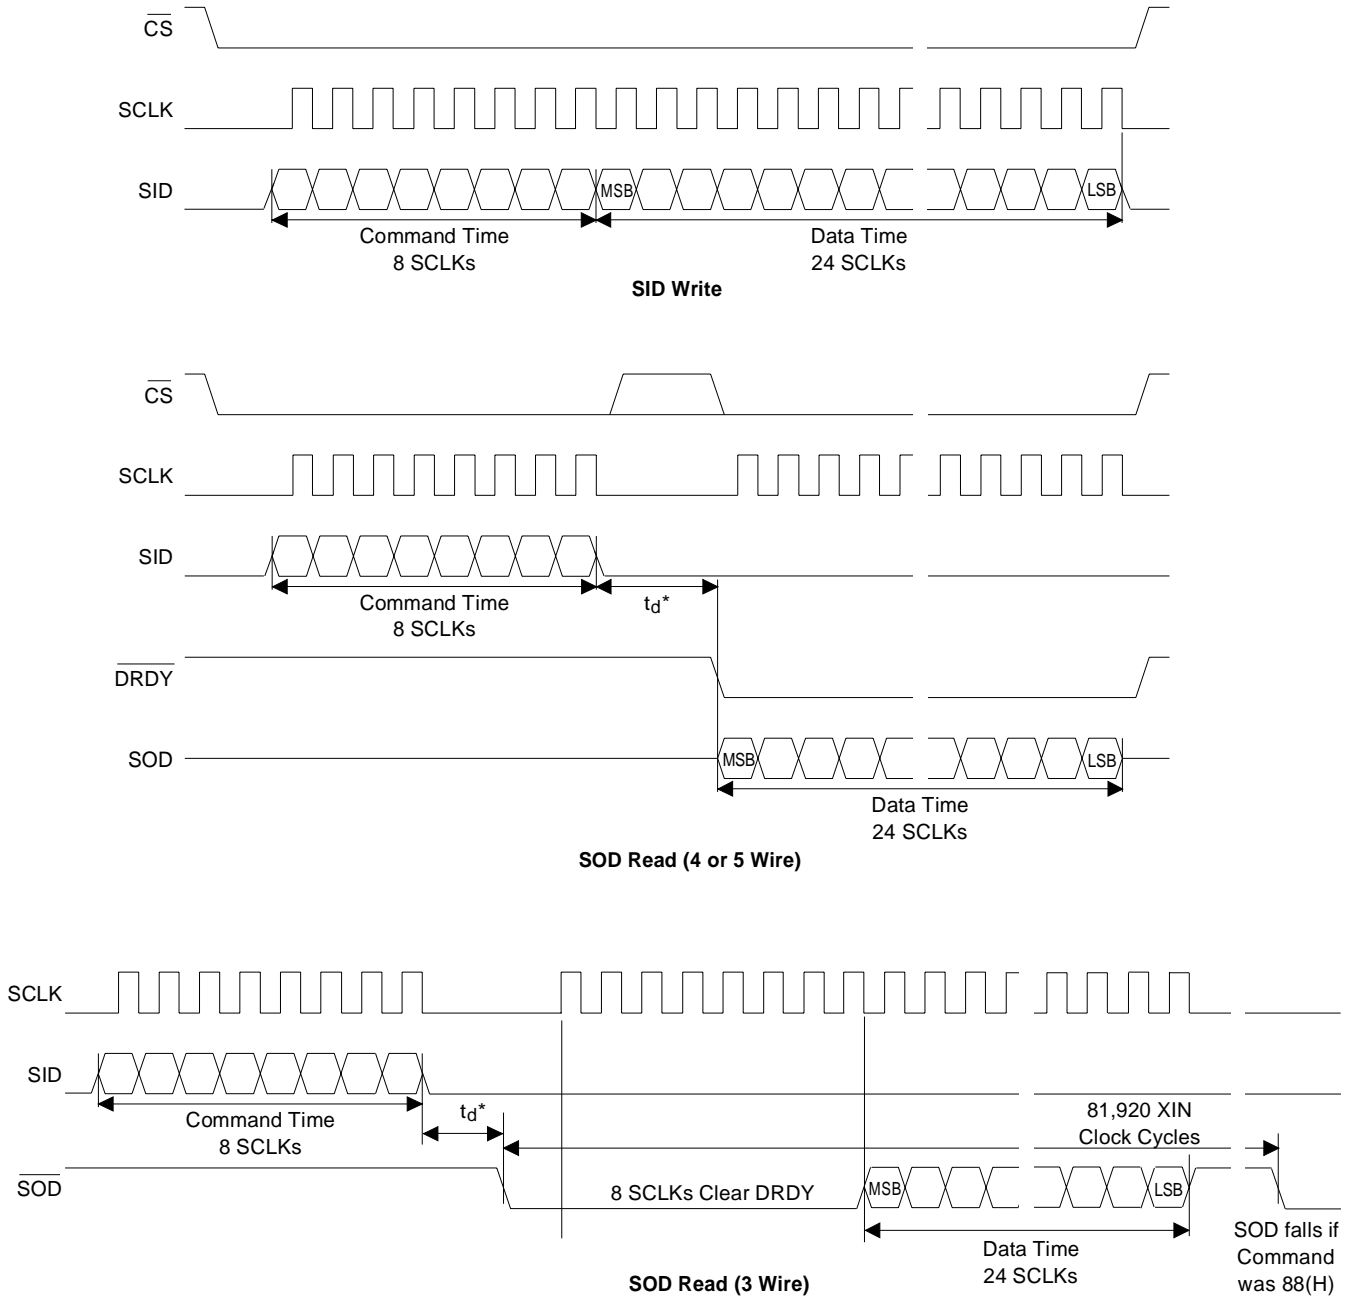 CS
SCLK
SID
MSB
LSB
Command Time
8 SCLKs
Data Time
24 SCLKs
SID Write
CS
SCLK
SID
Command Time
8 SCLKs
td*
DRDY
SOD
MSB
LSB
Data Time
24 SCLKs
SOD Read (4 or 5 Wire)
SCLK
SID
Command Time
8 SCLKs
td*
81,920 XIN
Clock Cycles
SOD
8 SCLKs Clear DRDY
MSB
LSB
Data Time
24 SCLKs
SOD falls if
Command
was 88(H)
SOD Read (3 Wire)